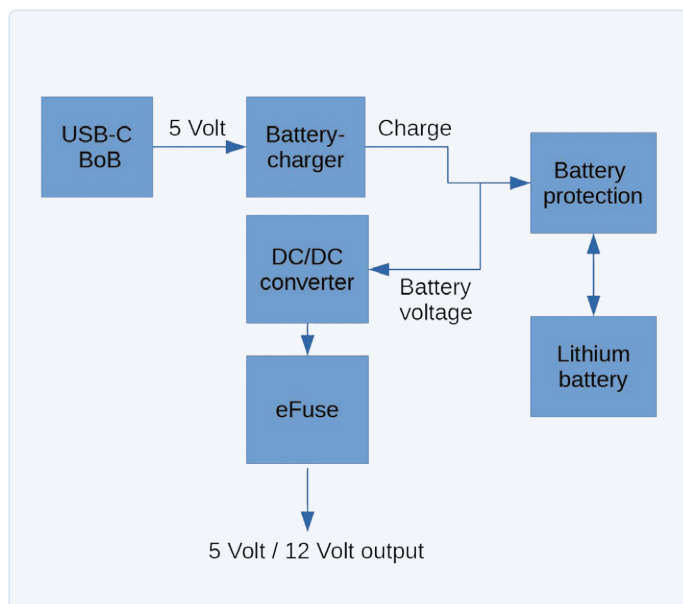 USB-C
BoB
5 Volt
Battery-
charger
Charge
Battery
protection
DC/DC
converter
Battery
voltage
Lithium
battery
eFuse
5 Volt / 12 Volt output